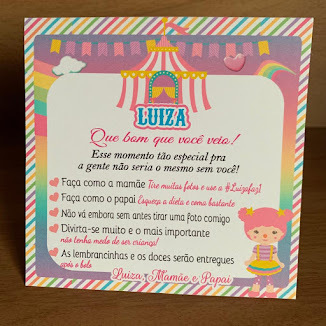 LUIZA
Que bom que você veio!
Esse momento tão especial pra
a gente não seria o mesmo sem você!
Faça como a mamãe Tire muitas fotos e use a #Luizafaz1
Faça como o papai Esqueça a dieta e coma bastante
Não vá embora sem antes tirar uma foto comigo
Divirta-se muito e o mais importante
não tenha medo de ser criança!
As lembrancinhas e os doces serão entregues
após o bolo
Luiza, Mamãe e Papai